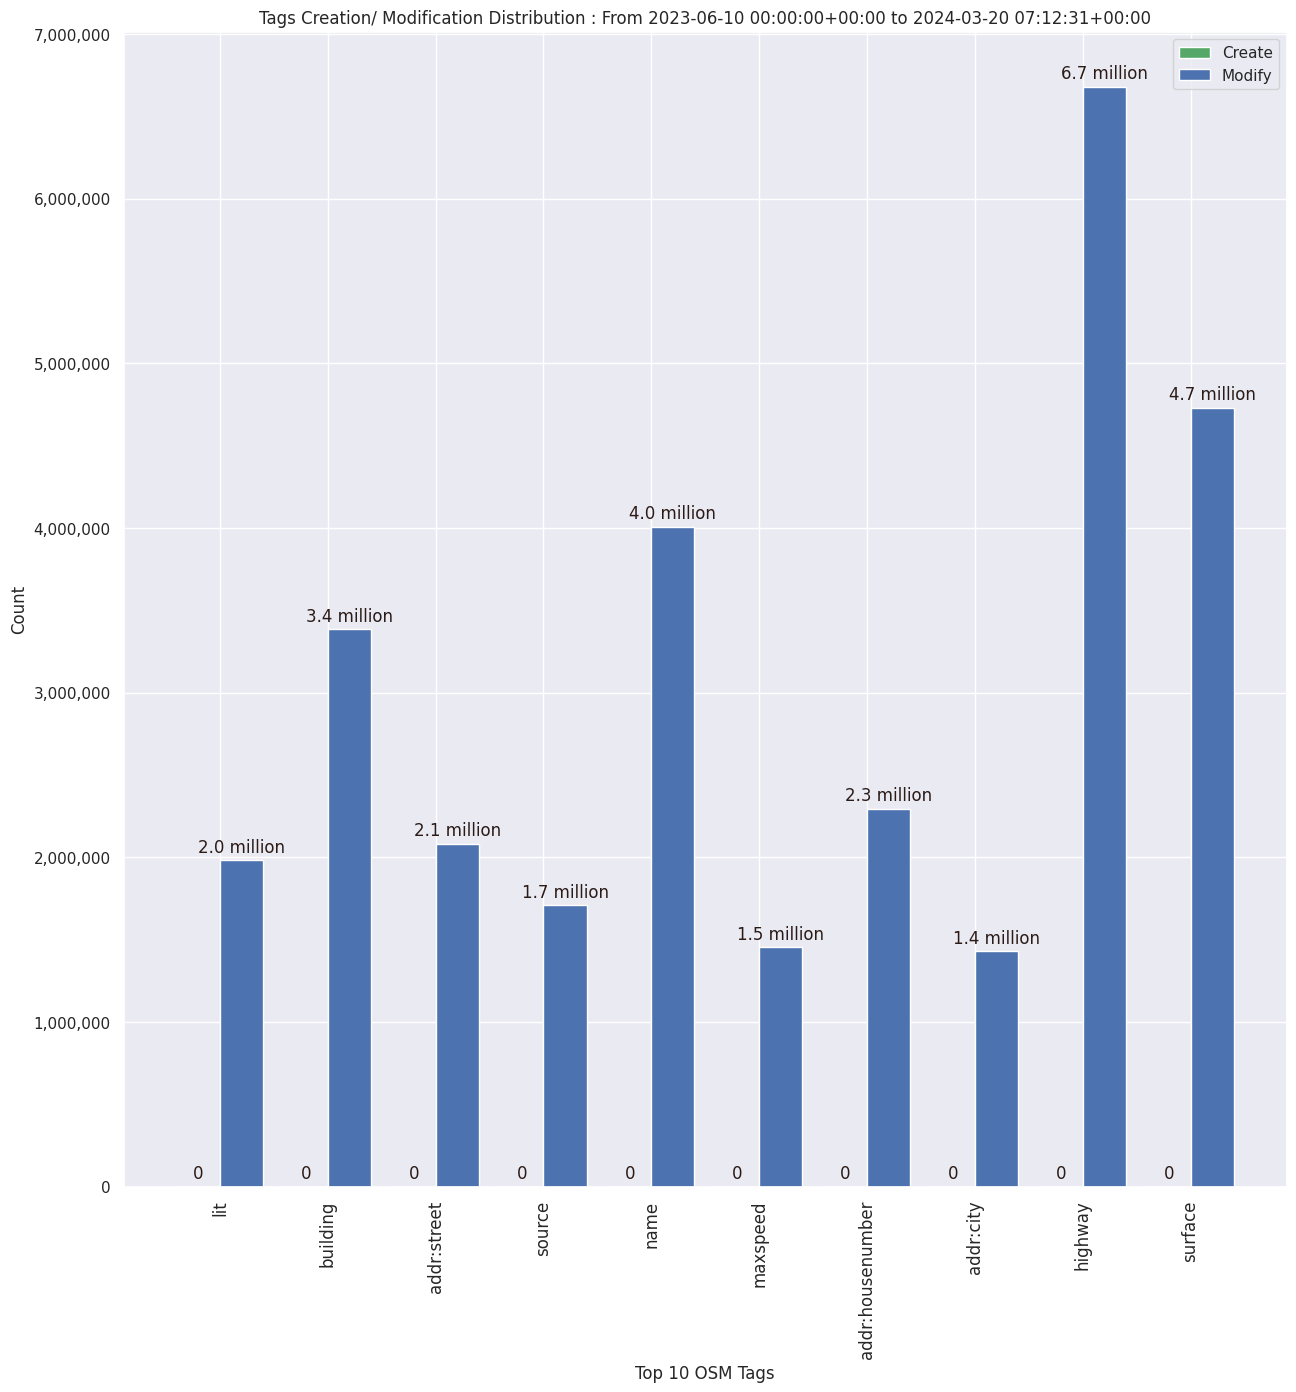 Tags Creation/ Modification Distribution : From 2023-06-10 00:00:00+00:00 to 2024-03-20 07:12:31+00:00
Create
Modify
7,000,000
6,000,000
5,000,000
4,000,000
3,000,000
2,000,000
1,000,000
0
Count
2.0 million
3.4 million
2.1 million
1.7 million
4.0 million
1.5 million
2.3 million
1.4 million
6.7 million
4.7 million
0
0
0
0
0
0
0
0
0
0
lit
building
addr:street
source
name
maxspeed
addr:housenumber
addr:city
highway
surface
Top 10 OSM Tags